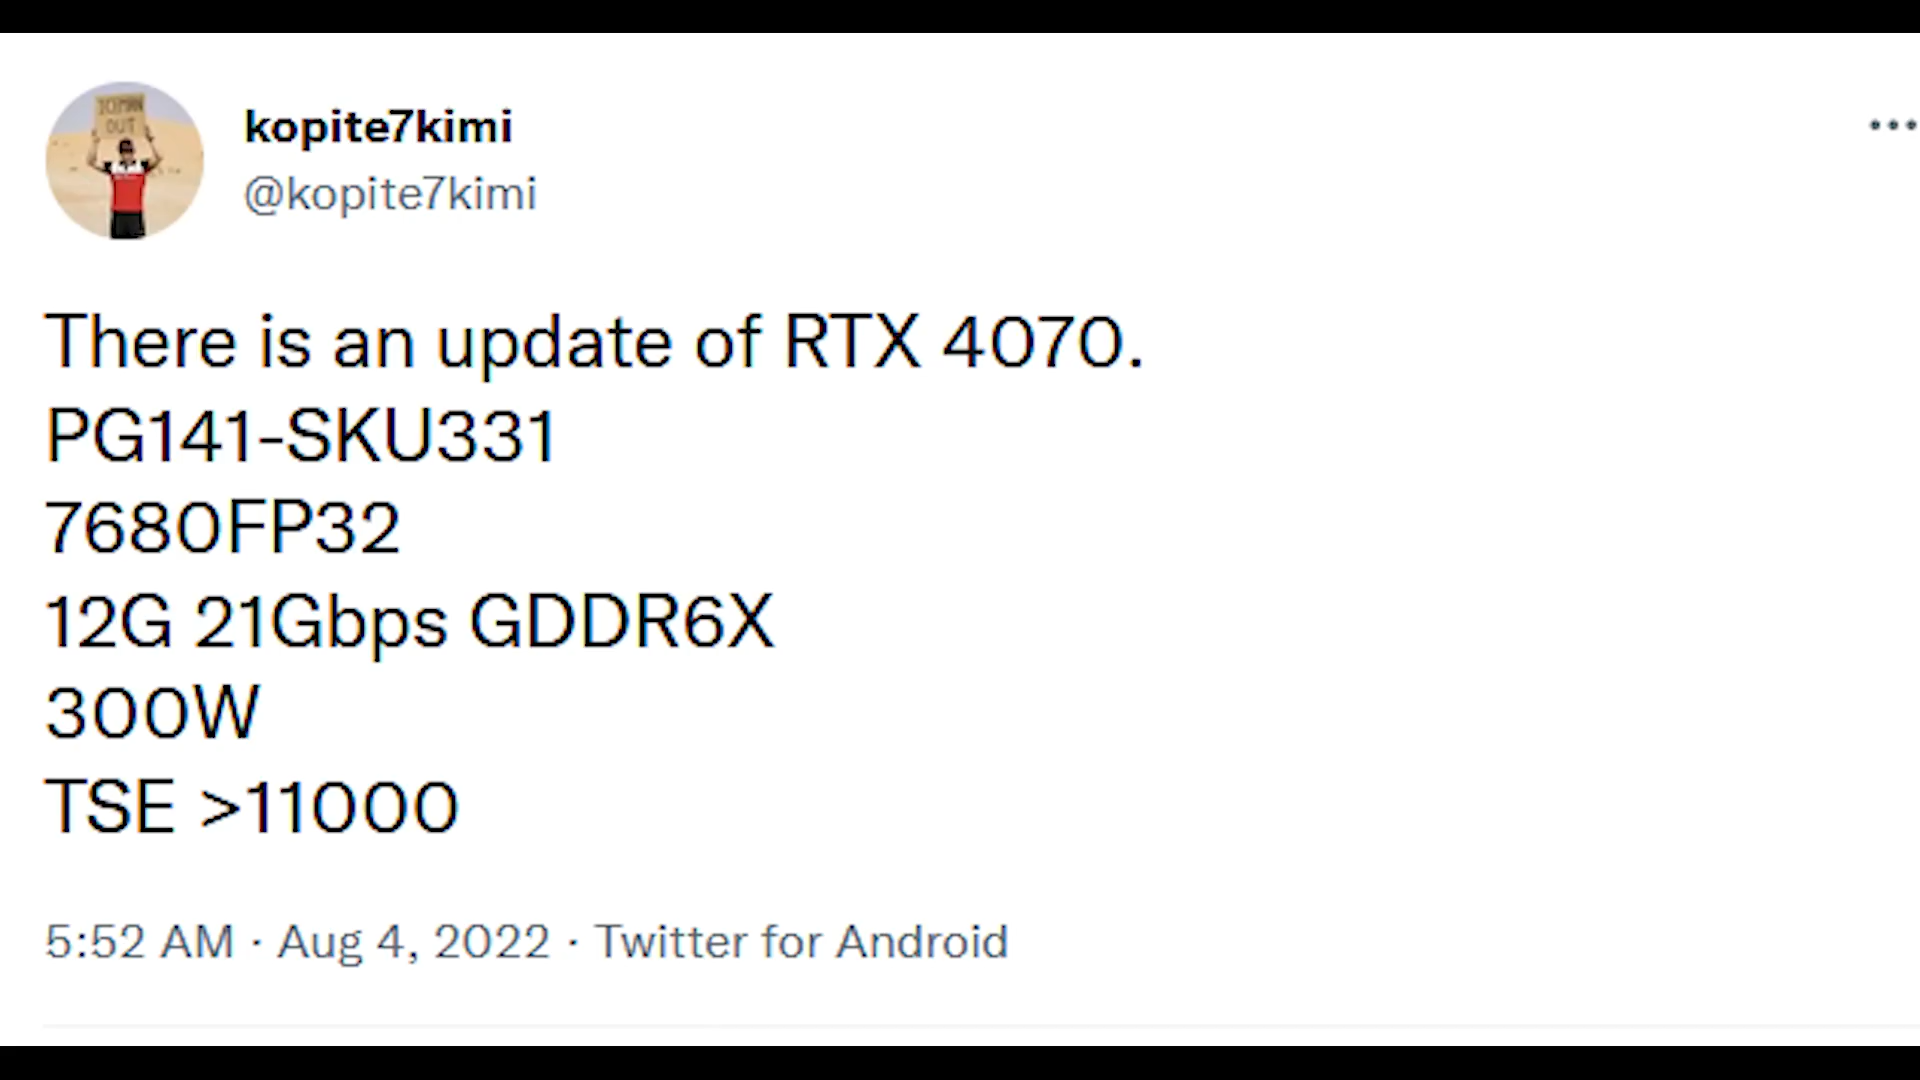 kopite7kimi
@kopite7kimi
There is an update of RTX 4070.
PG141-SKU331
7680FP32
12G 21Gbps GDDR6X
300W
TSE >11000
5:52 AM · Aug 4, 2022 · Twitter for Android